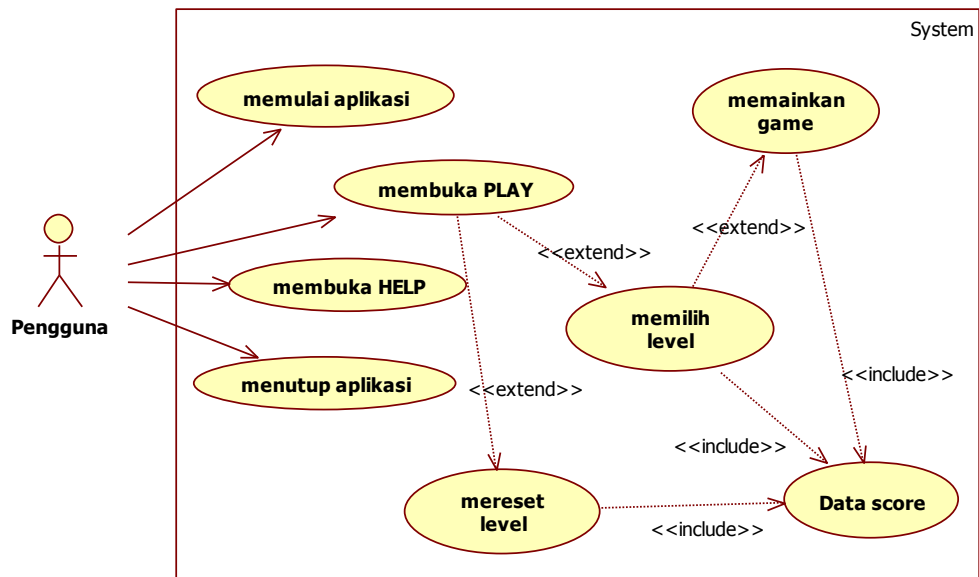 System
memulai aplikasi
memainkan
game
membuka PLAY
<<extend>>
<<extend>>
membuka HELP
Pengguna
memilih
level
menutup aplikasi
<<extend>>
<<include>>
<<include>>
mereset
level
Data score
<<include>>